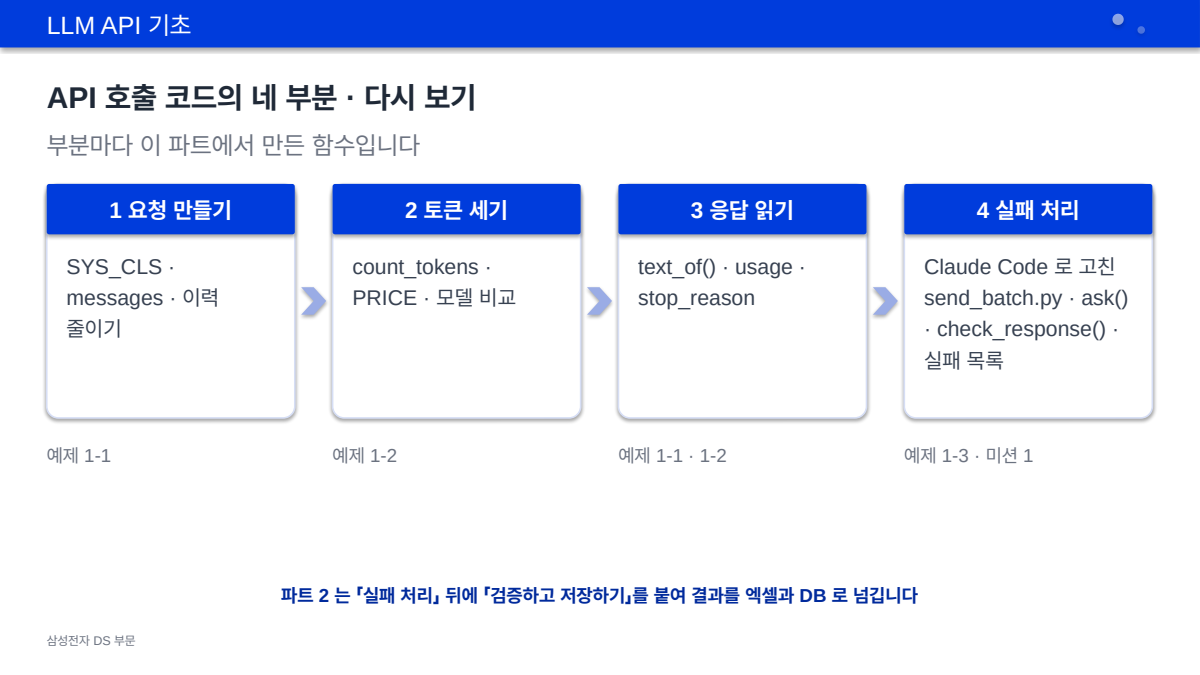 LLM API 기초
API 호출 코드의 네 부분 · 다시 보기
부분마다 이 파트에서 만든 함수입니다
1 요청 만들기
SYS_CLS ·
messages · 이력
줄이기
예제 1-1
2 토큰 세기
count_tokens ·
PRICE · 모델 비교
예제 1-2
3 응답 읽기
text_of() · usage ·
stop_reason
예제 1-1 · 1-2
4 실패 처리
Claude Code 로 고친
send_batch.py · ask()
· check_response() ·
실패 목록
예제 1-3 · 미션 1
파트 2 는 「실패 처리」 뒤에 「검증하고 저장하기」를 붙여 결과를 엑셀과 DB 로 넘깁니다
삼성전자 DS 부문